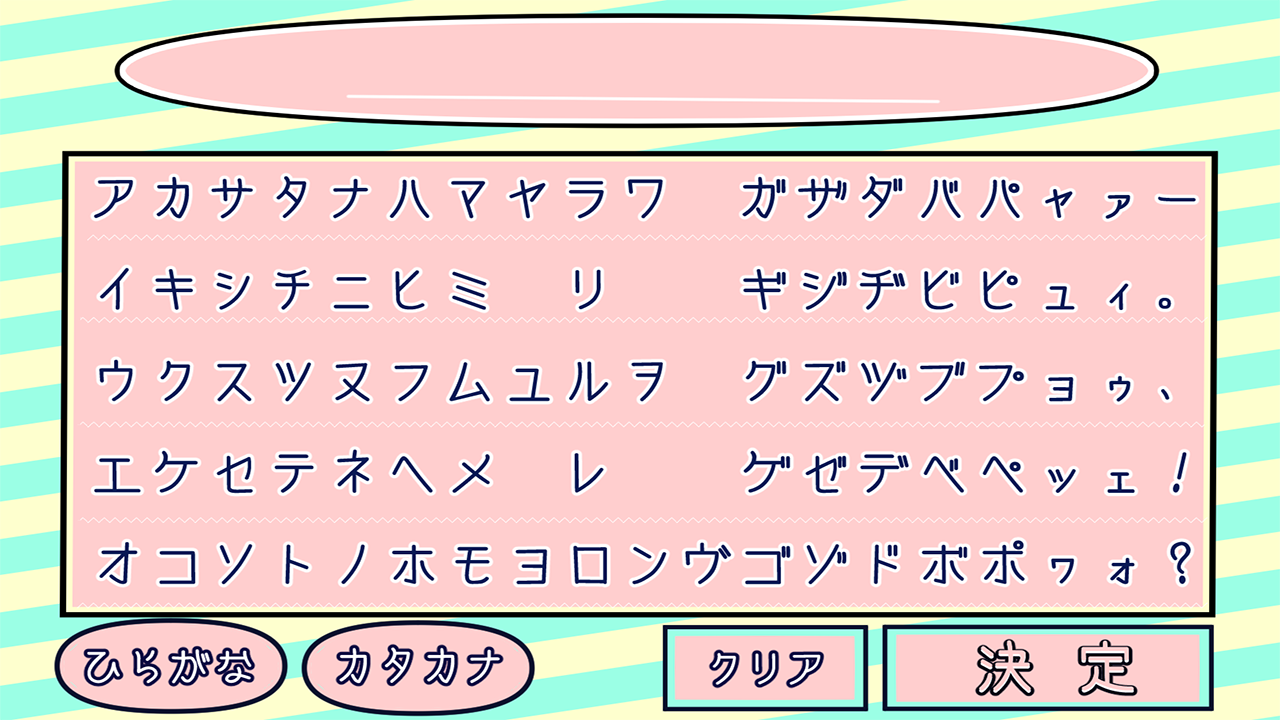 ア カ サ タ ナ ハ マ ヤ ラ ワ ガ ザ ダ バ パ ャ ァ ー
イ キ シ チ ニ ヒ ミ リ ギ ジ ヂ ビ ピ ュ ィ 。
ウ ク ス ツ ヌ フ ム ユ ル ヲ グ ズ ヅ ブ プ ョ ゥ 、
エ ケ セ テ ネ ヘ メ レ ゲ ゼ デ ベ ペ ッ ェ !
オ コ ソ ト ノ ホ モ ヨ ロ ン ヴ ゴ ゾ ド ボ ポ ヮ ォ ?
ひらがな カタカナ クリア 決 定